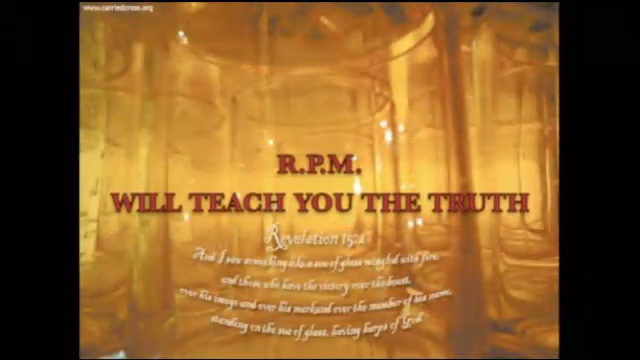 www.carriedcross.org
R.P.M.
WILL TEACH YOU THE TRUTH
Revelation 15:2
And I saw something like a sea of glass mingled with fire,
and those who have the victory over the beast,
over his image and over his mark and over the number of his name,
standing on the sea of glass, having harps of God.